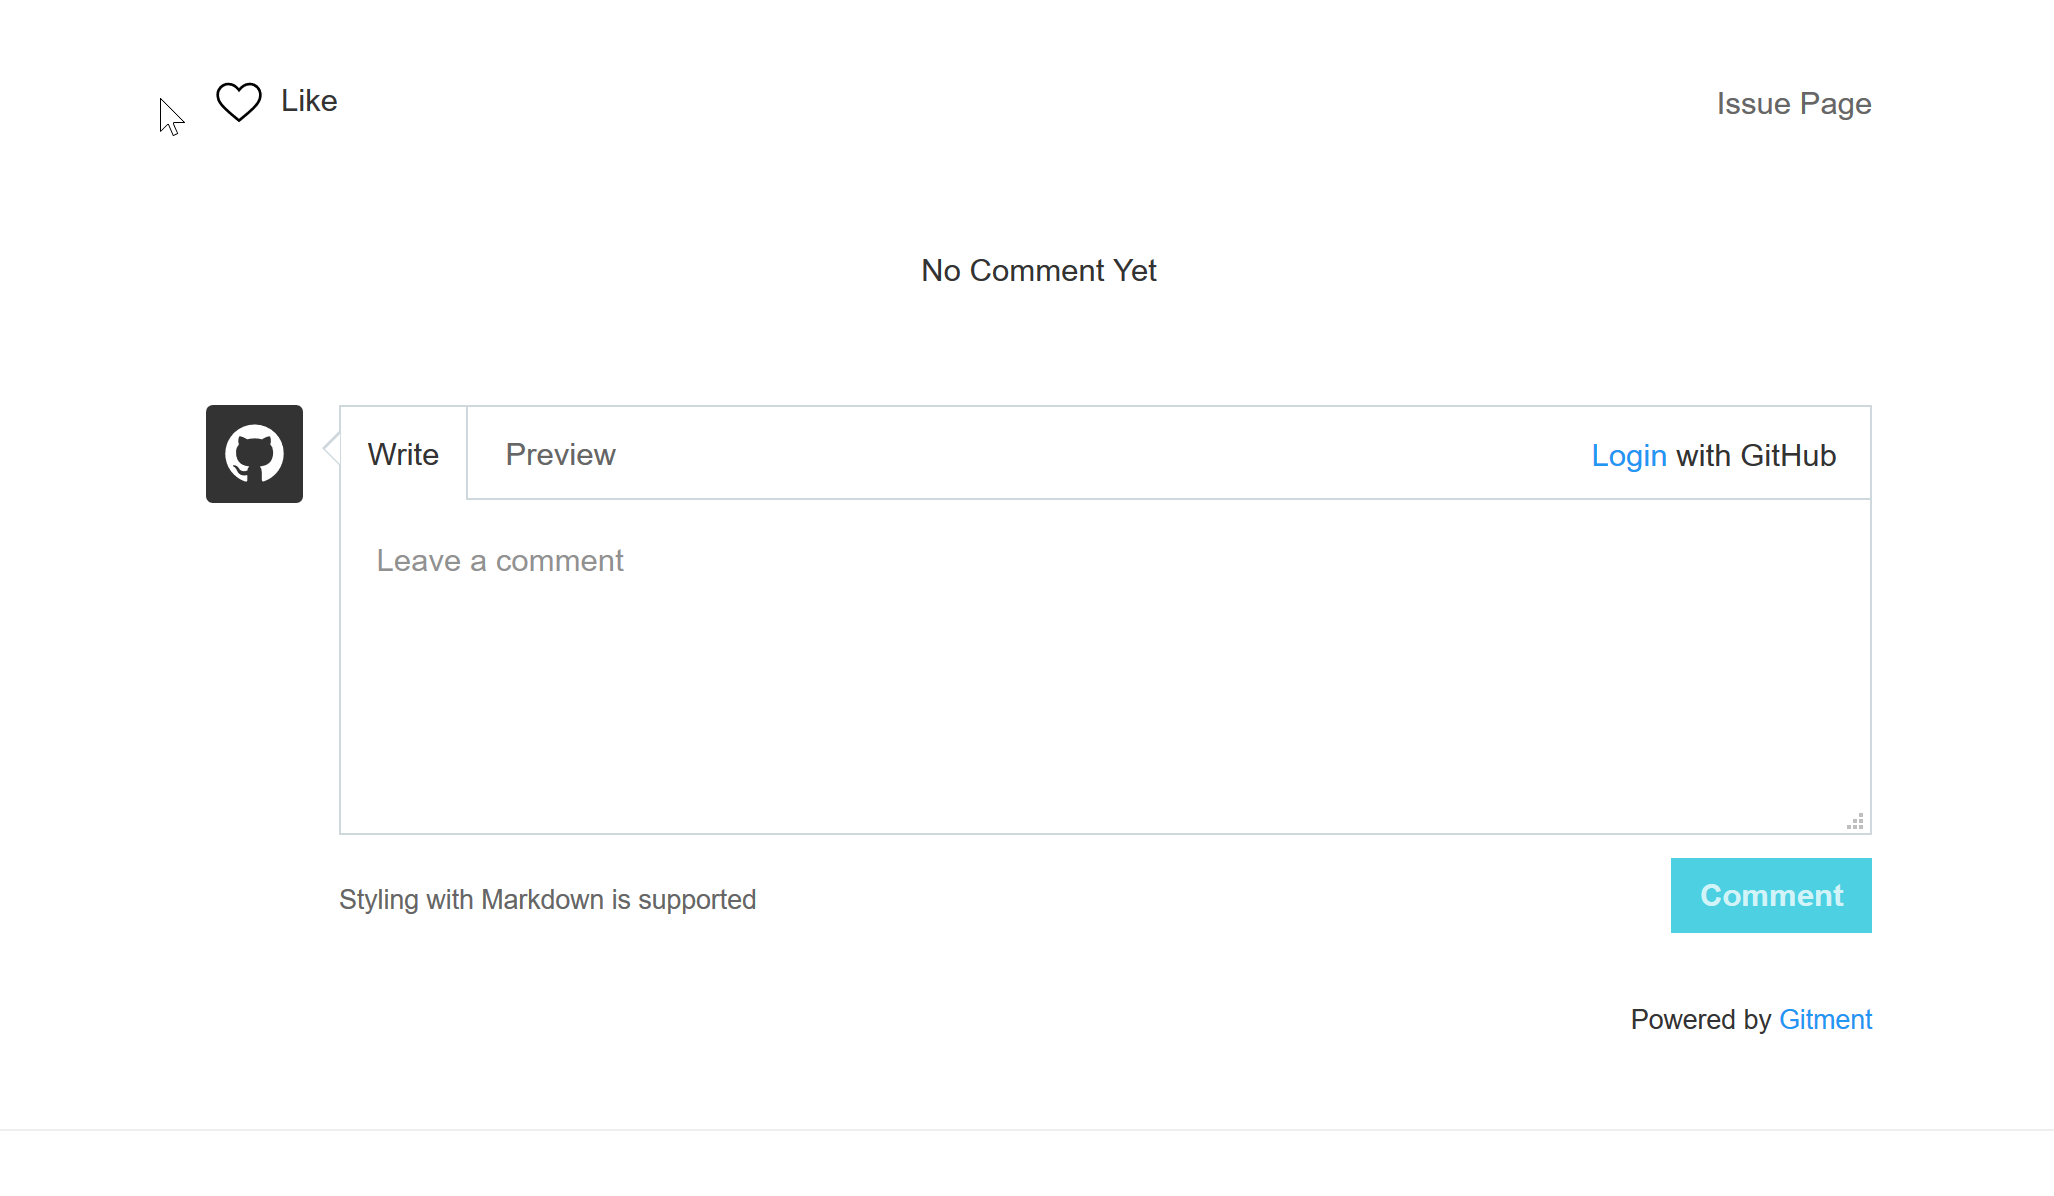 Like
Issue Page
No Comment Yet
Write
Preview
Login with GitHub
Leave a comment
Styling with Markdown is supported
Comment
Powered by Gitment